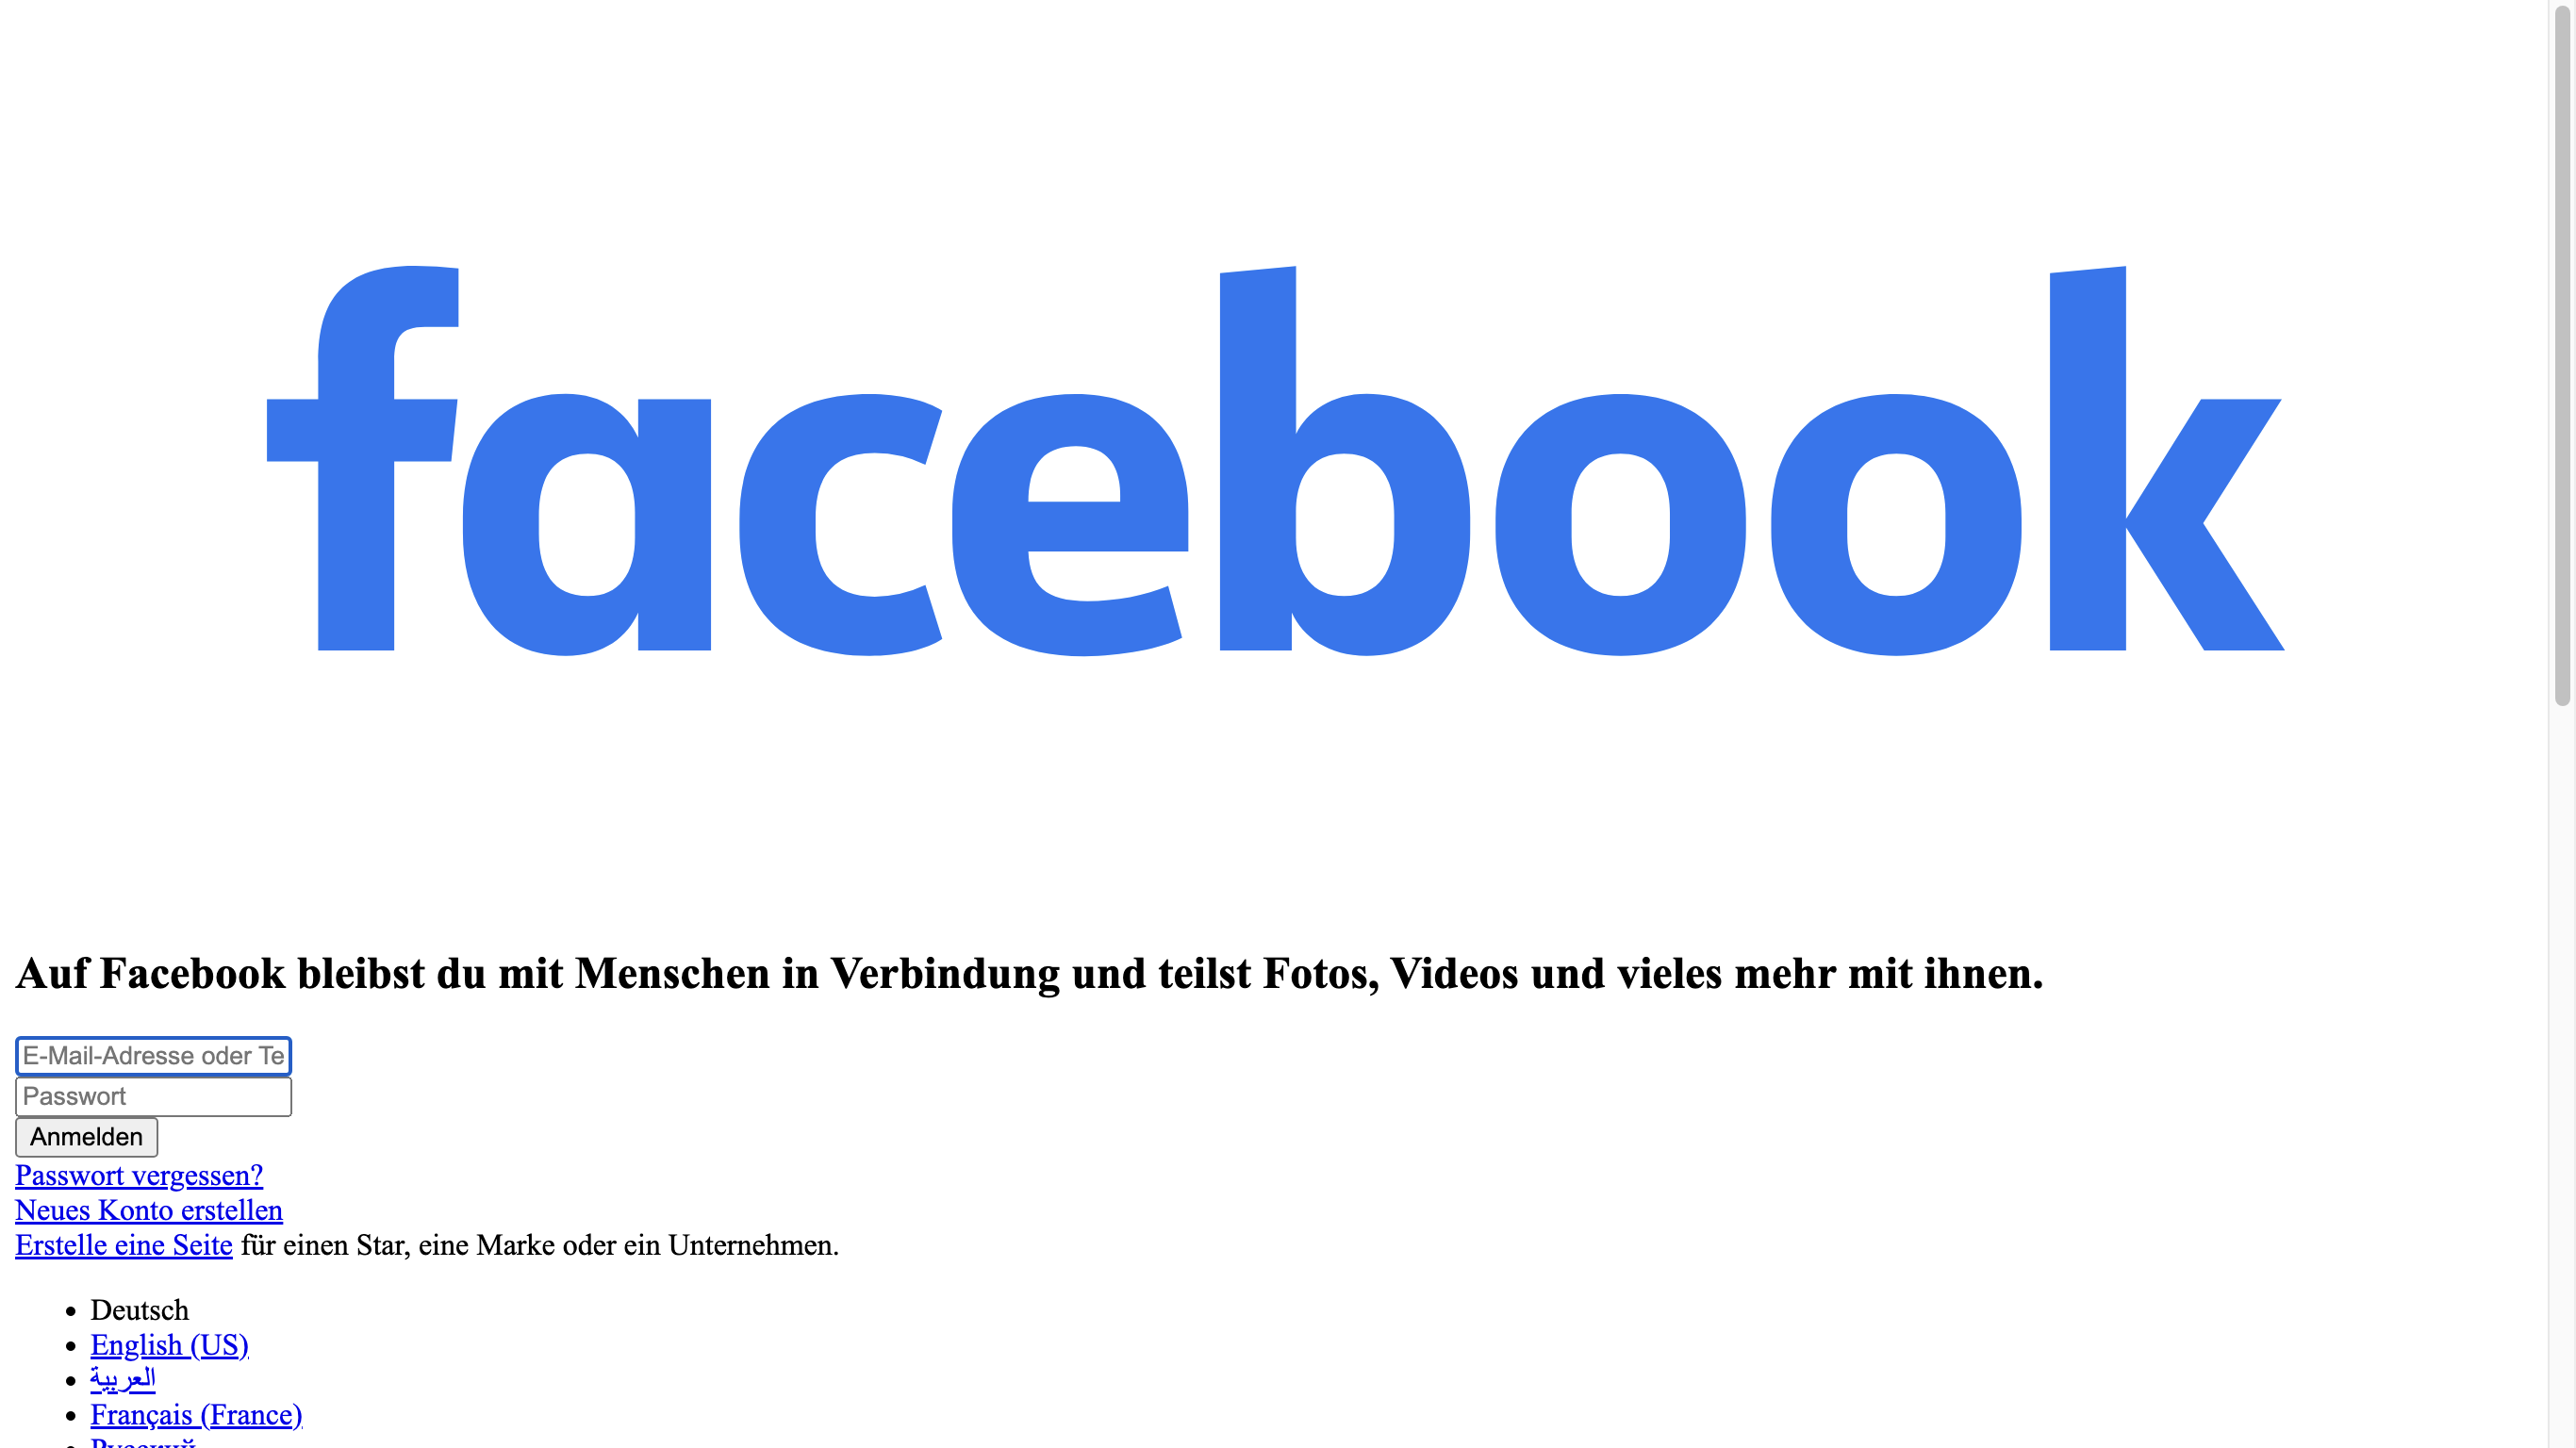 facebook
Auf Facebook bleibst du mit Menschen in Verbindung und teilst Fotos, Videos und vieles mehr mit ihnen.
E-Mail-Adresse oder Te
Passwort
Anmelden
Passwort vergessen?
Neues Konto erstellen
Erstelle eine Seite für einen Star, eine Marke oder ein Unternehmen.
Deutsch
English (US)
العربية
Français (France)
Русский